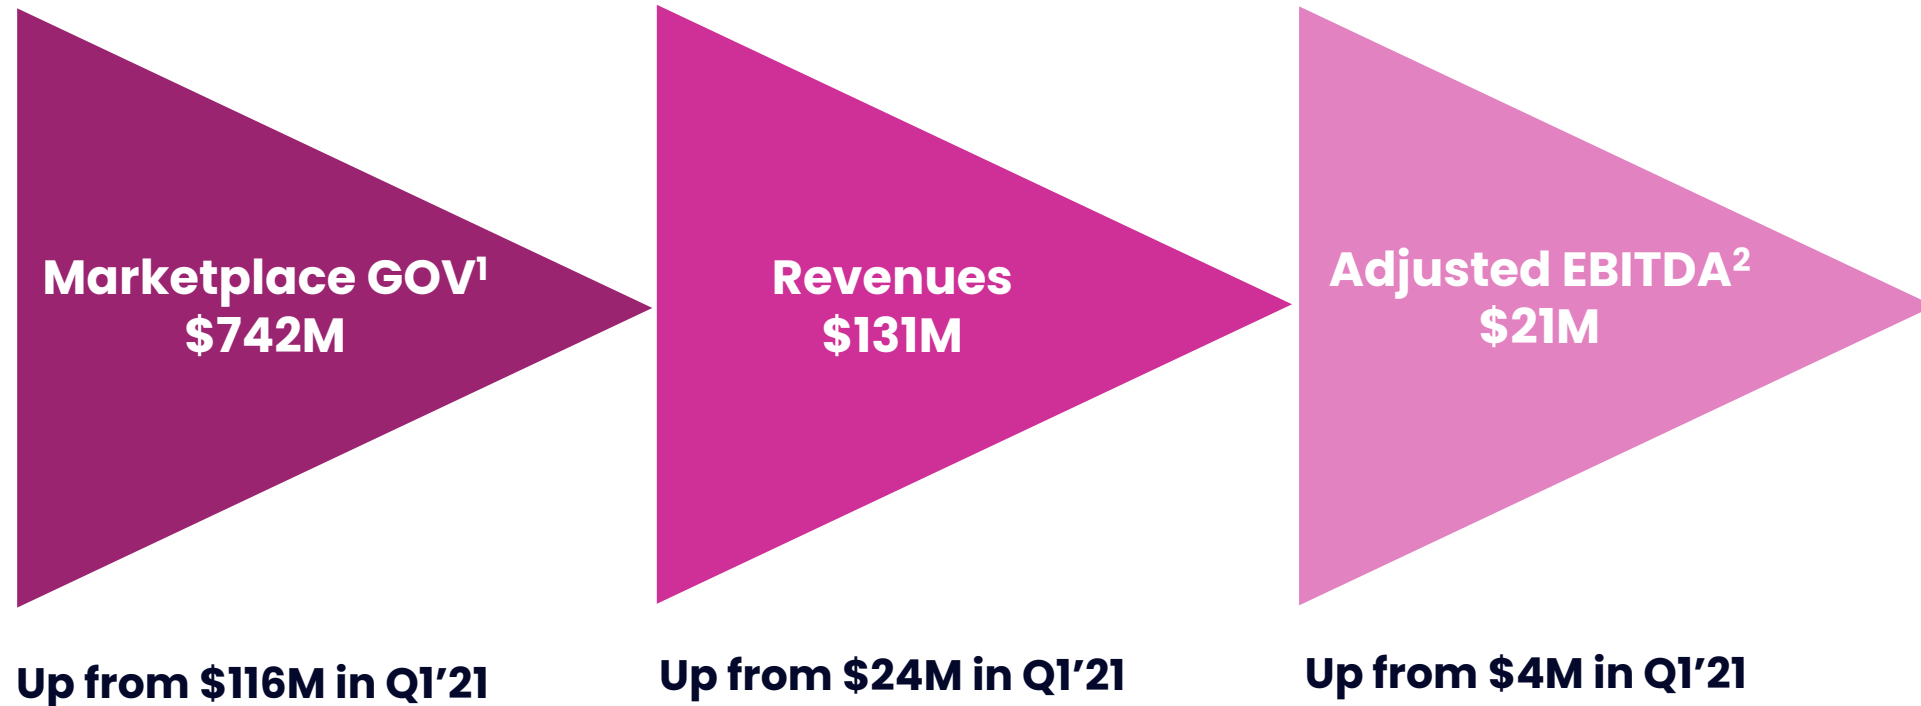 Marketplace GOV¹
$742M
Up from $116M in Q1’21
Revenues
$131M
Up from $24M in Q1’21
Adjusted EBITDA²
$21M
Up from $4M in Q1’21